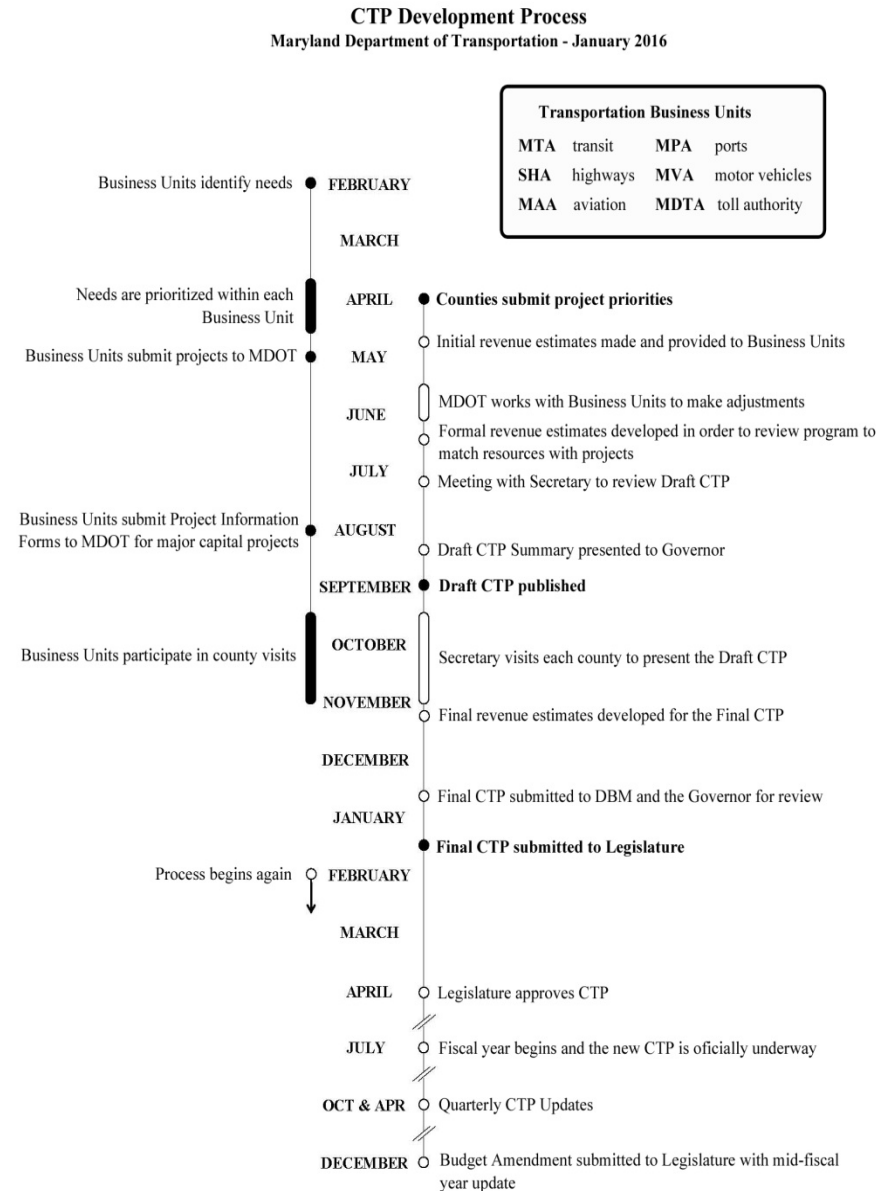 CTP Development Process
Maryland Department of Transportation - January 2016
Transportation Business Units
MTA transit MPA ports
SHA highways MVA motor vehicles
MAA aviation MDTA toll authority
Business Units identify needs FEBRUARY
MARCH
Needs are prioritized within each
Business Unit
APRIL Counties submit project priorities
Initial revenue estimates made and provided to Business Units
Business Units submit projects to MDOT MAY
MDOT works with Business Units to make adjustments
JUNE
Formal revenue estimates developed in order to review program to
match resources with projects
JULY
Meeting with Secretary to review Draft CTP
Business Units submit Project Information
Forms to MDOT for major capital projects
AUGUST
Draft CTP Summary presented to Governor
SEPTEMBER Draft CTP published
OCTOBER
Business Units participate in county visits
Secretary visits each county to present the Draft CTP
NOVEMBER
Final revenue estimates developed for the Final CTP
DECEMBER
Final CTP submitted to DBM and the Governor for review
JANUARY
Final CTP submitted to Legislature
Process begins again FEBRUARY
MARCH
APRIL Legislature approves CTP
JULY Fiscal year begins and the new CTP is oficially underway
OCT & APR Quarterly CTP Updates
DECEMBER Budget Amendment submitted to Legislature with mid-fiscal
year update